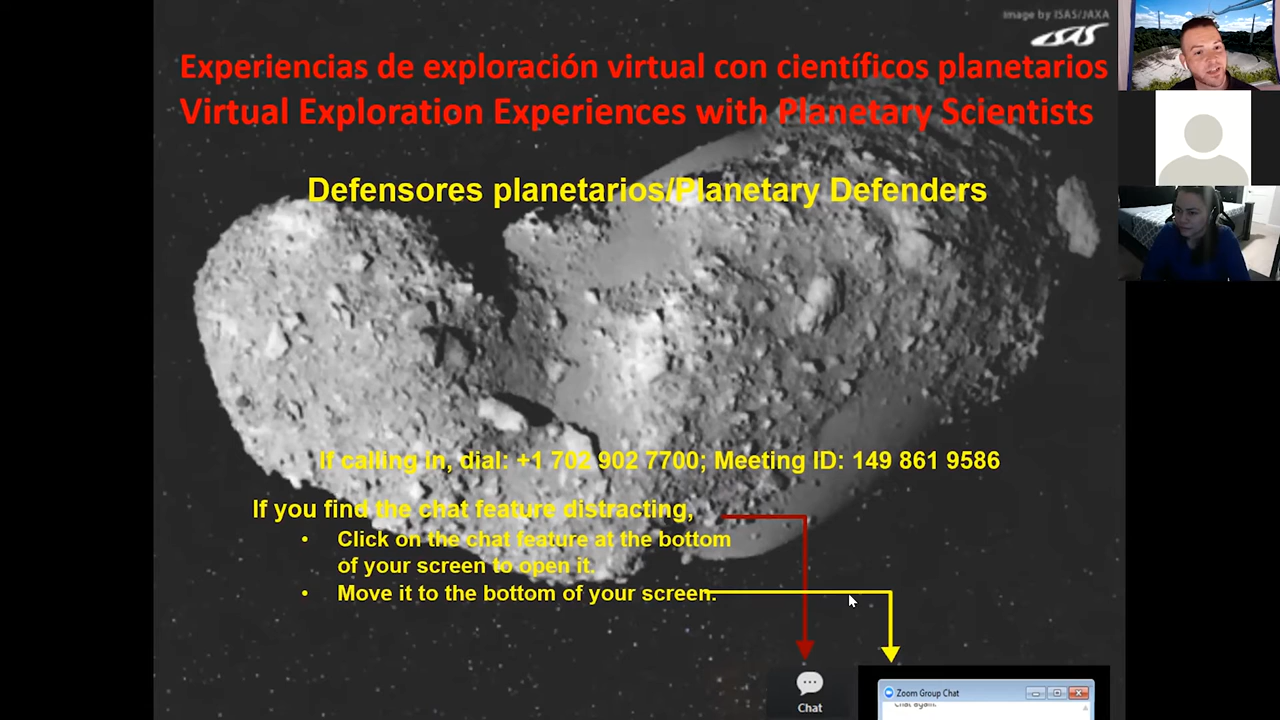 Image by ISAS/JAXA
ISAS
Experiencias de exploración virtual con científicos planetarios
Virtual Exploration Experiences with Planetary Scientists
Defensores planetarios/Planetary Defenders
If calling in, dial: +1 702 902 7700; Meeting ID: 149 861 9586
If you find the chat feature distracting,
• Click on the chat feature at the bottom
of your screen to open it.
• Move it to the bottom of your screen.
Chat
Zoom Group Chat
Chat again.